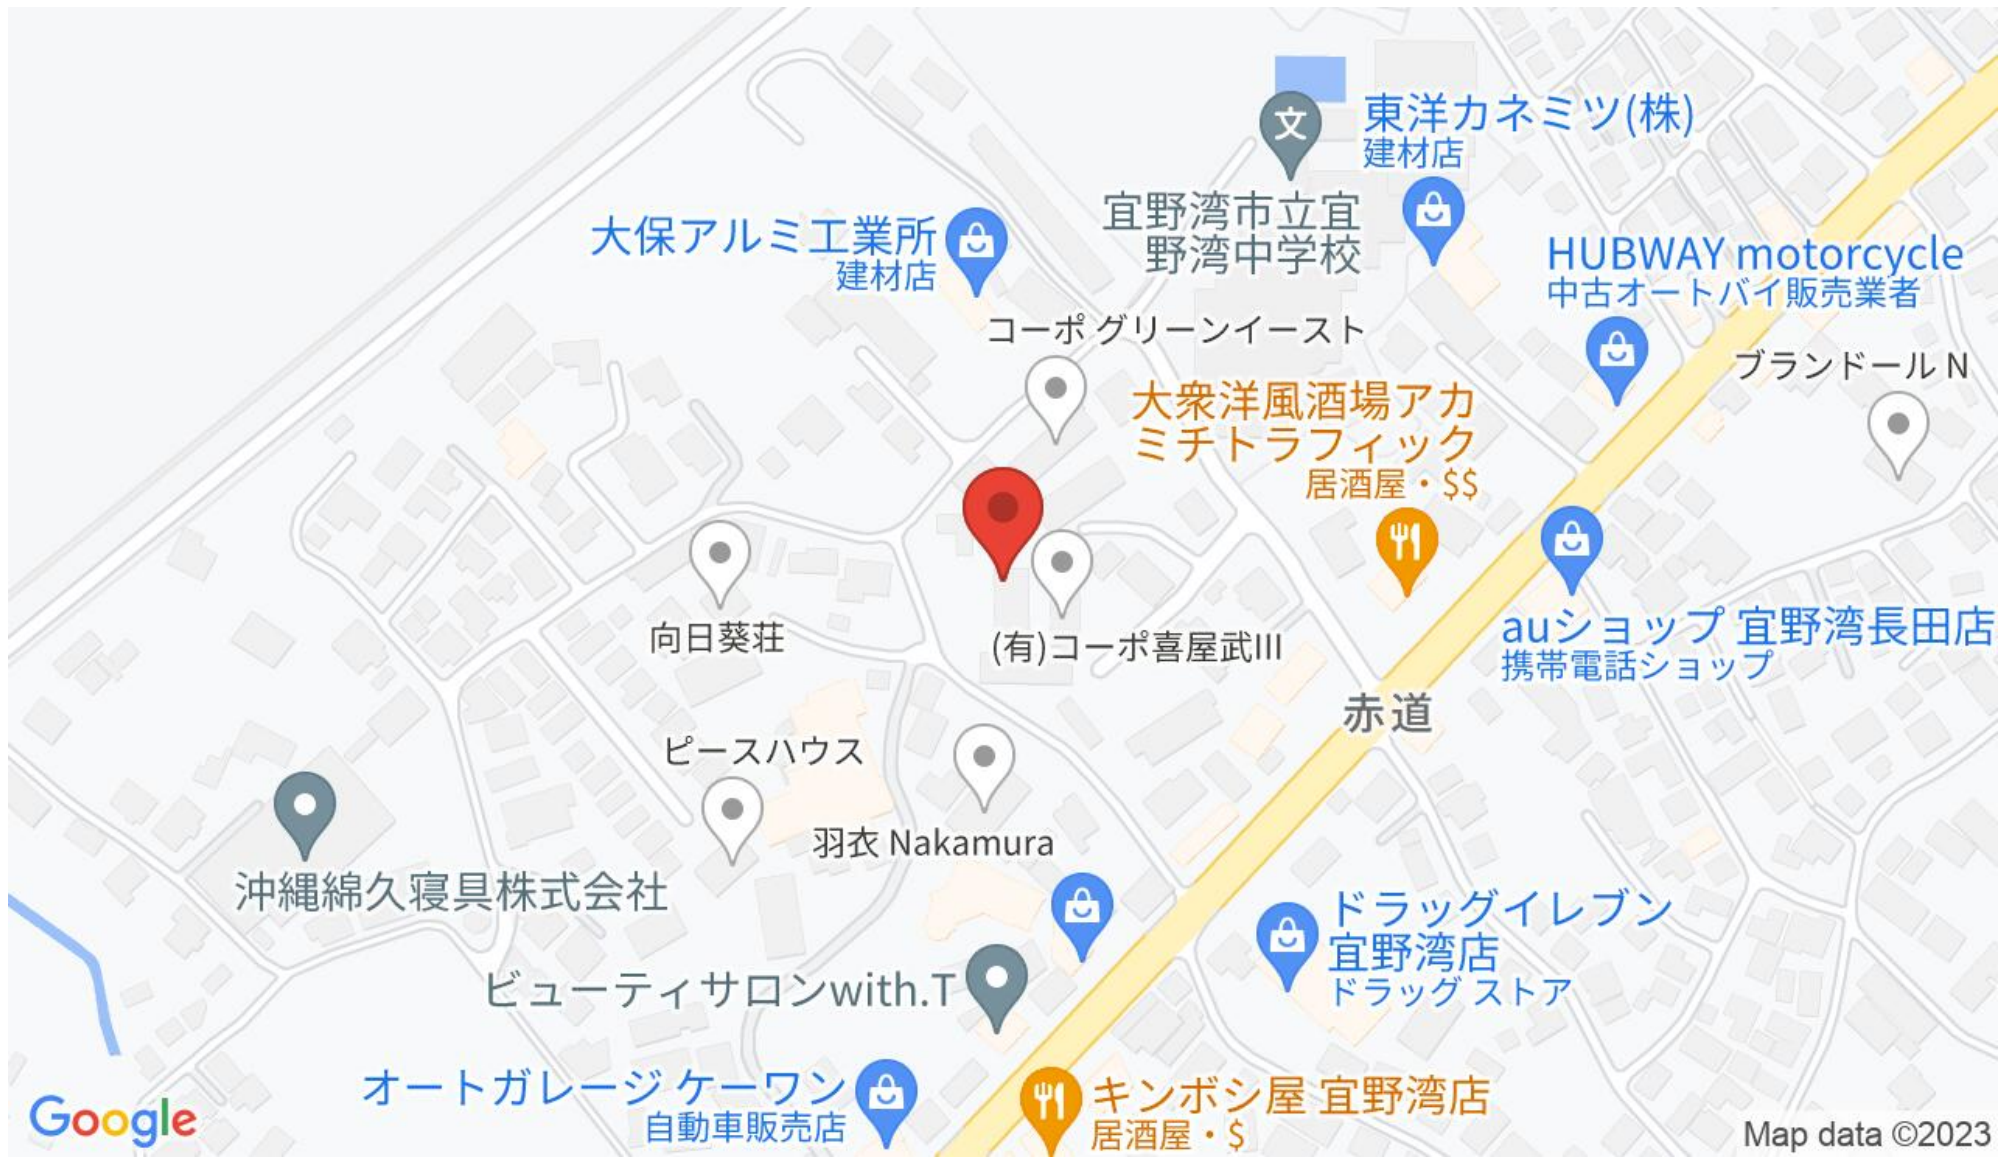 東洋カネミツ(株)
建材店
文
宜野湾市立宜
野湾中学校
大保アルミ工業所
建材店
HUBWAY motorcycle
中古オートバイ販売業者
コーポ グリーンイースト
ブランドール N
大衆洋風酒場アカ
ミチトラフィック
居酒屋・$$
向日葵荘
(有)コーポ喜屋武III
auショップ 宜野湾長田店
携帯電話ショップ
赤道
ピースハウス
羽衣 Nakamura
沖縄綿久寝具株式会社
ドラッグイレブン
宜野湾店
ドラッグ ストア
ビューティサロンwith.T
オートガレージ ケーワン
自動車販売店
キンボシ屋 宜野湾店
居酒屋・$
Google
Map data ©2023